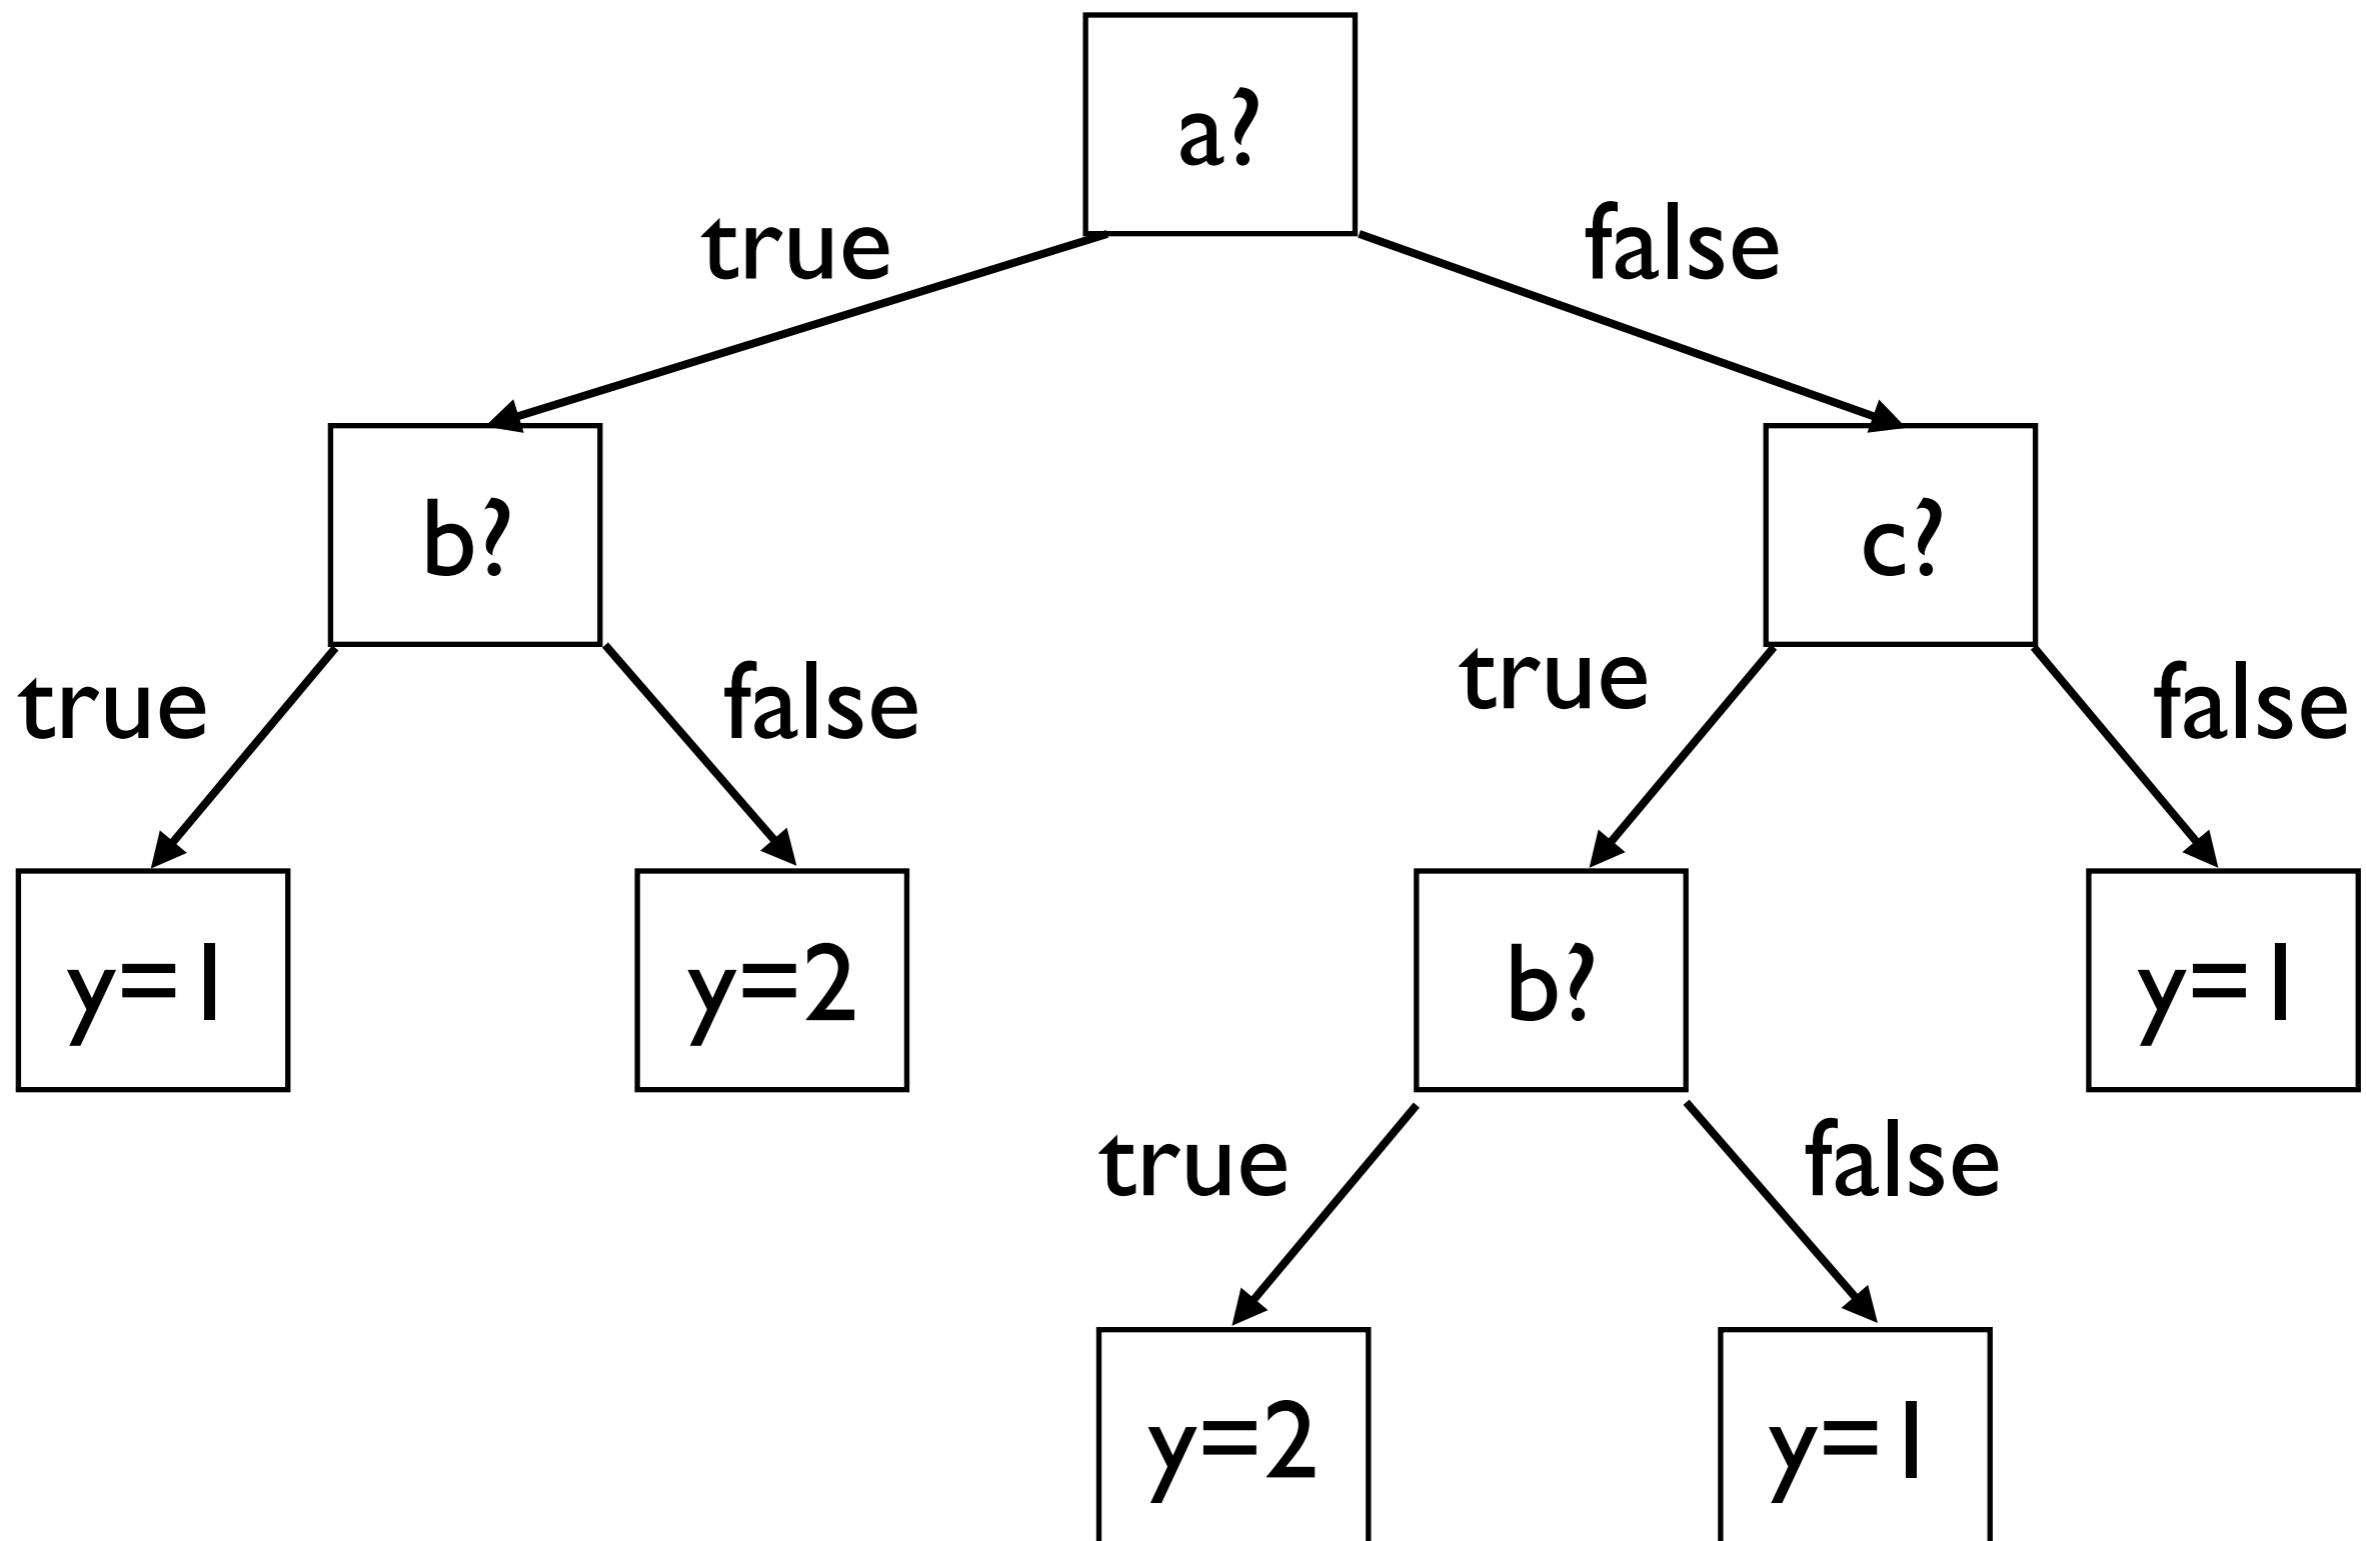 a?
true
false
b?
c?
true
false
true
false
y=1
y=2
b?
y=1
true
false
y=2
y=1